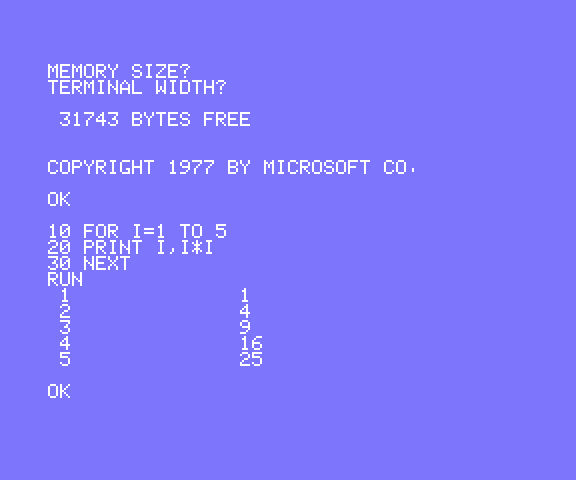 MEMORY SIZE?
TERMINAL WIDTH?
31743 BYTES FREE
COPYRIGHT 1977 BY MICROSOFT CO.
OK
10 FOR I=1 TO 5
20 PRINT I,I*I
30 NEXT
RUN
1 1
2 4
3 9
4 16
5 25
OK